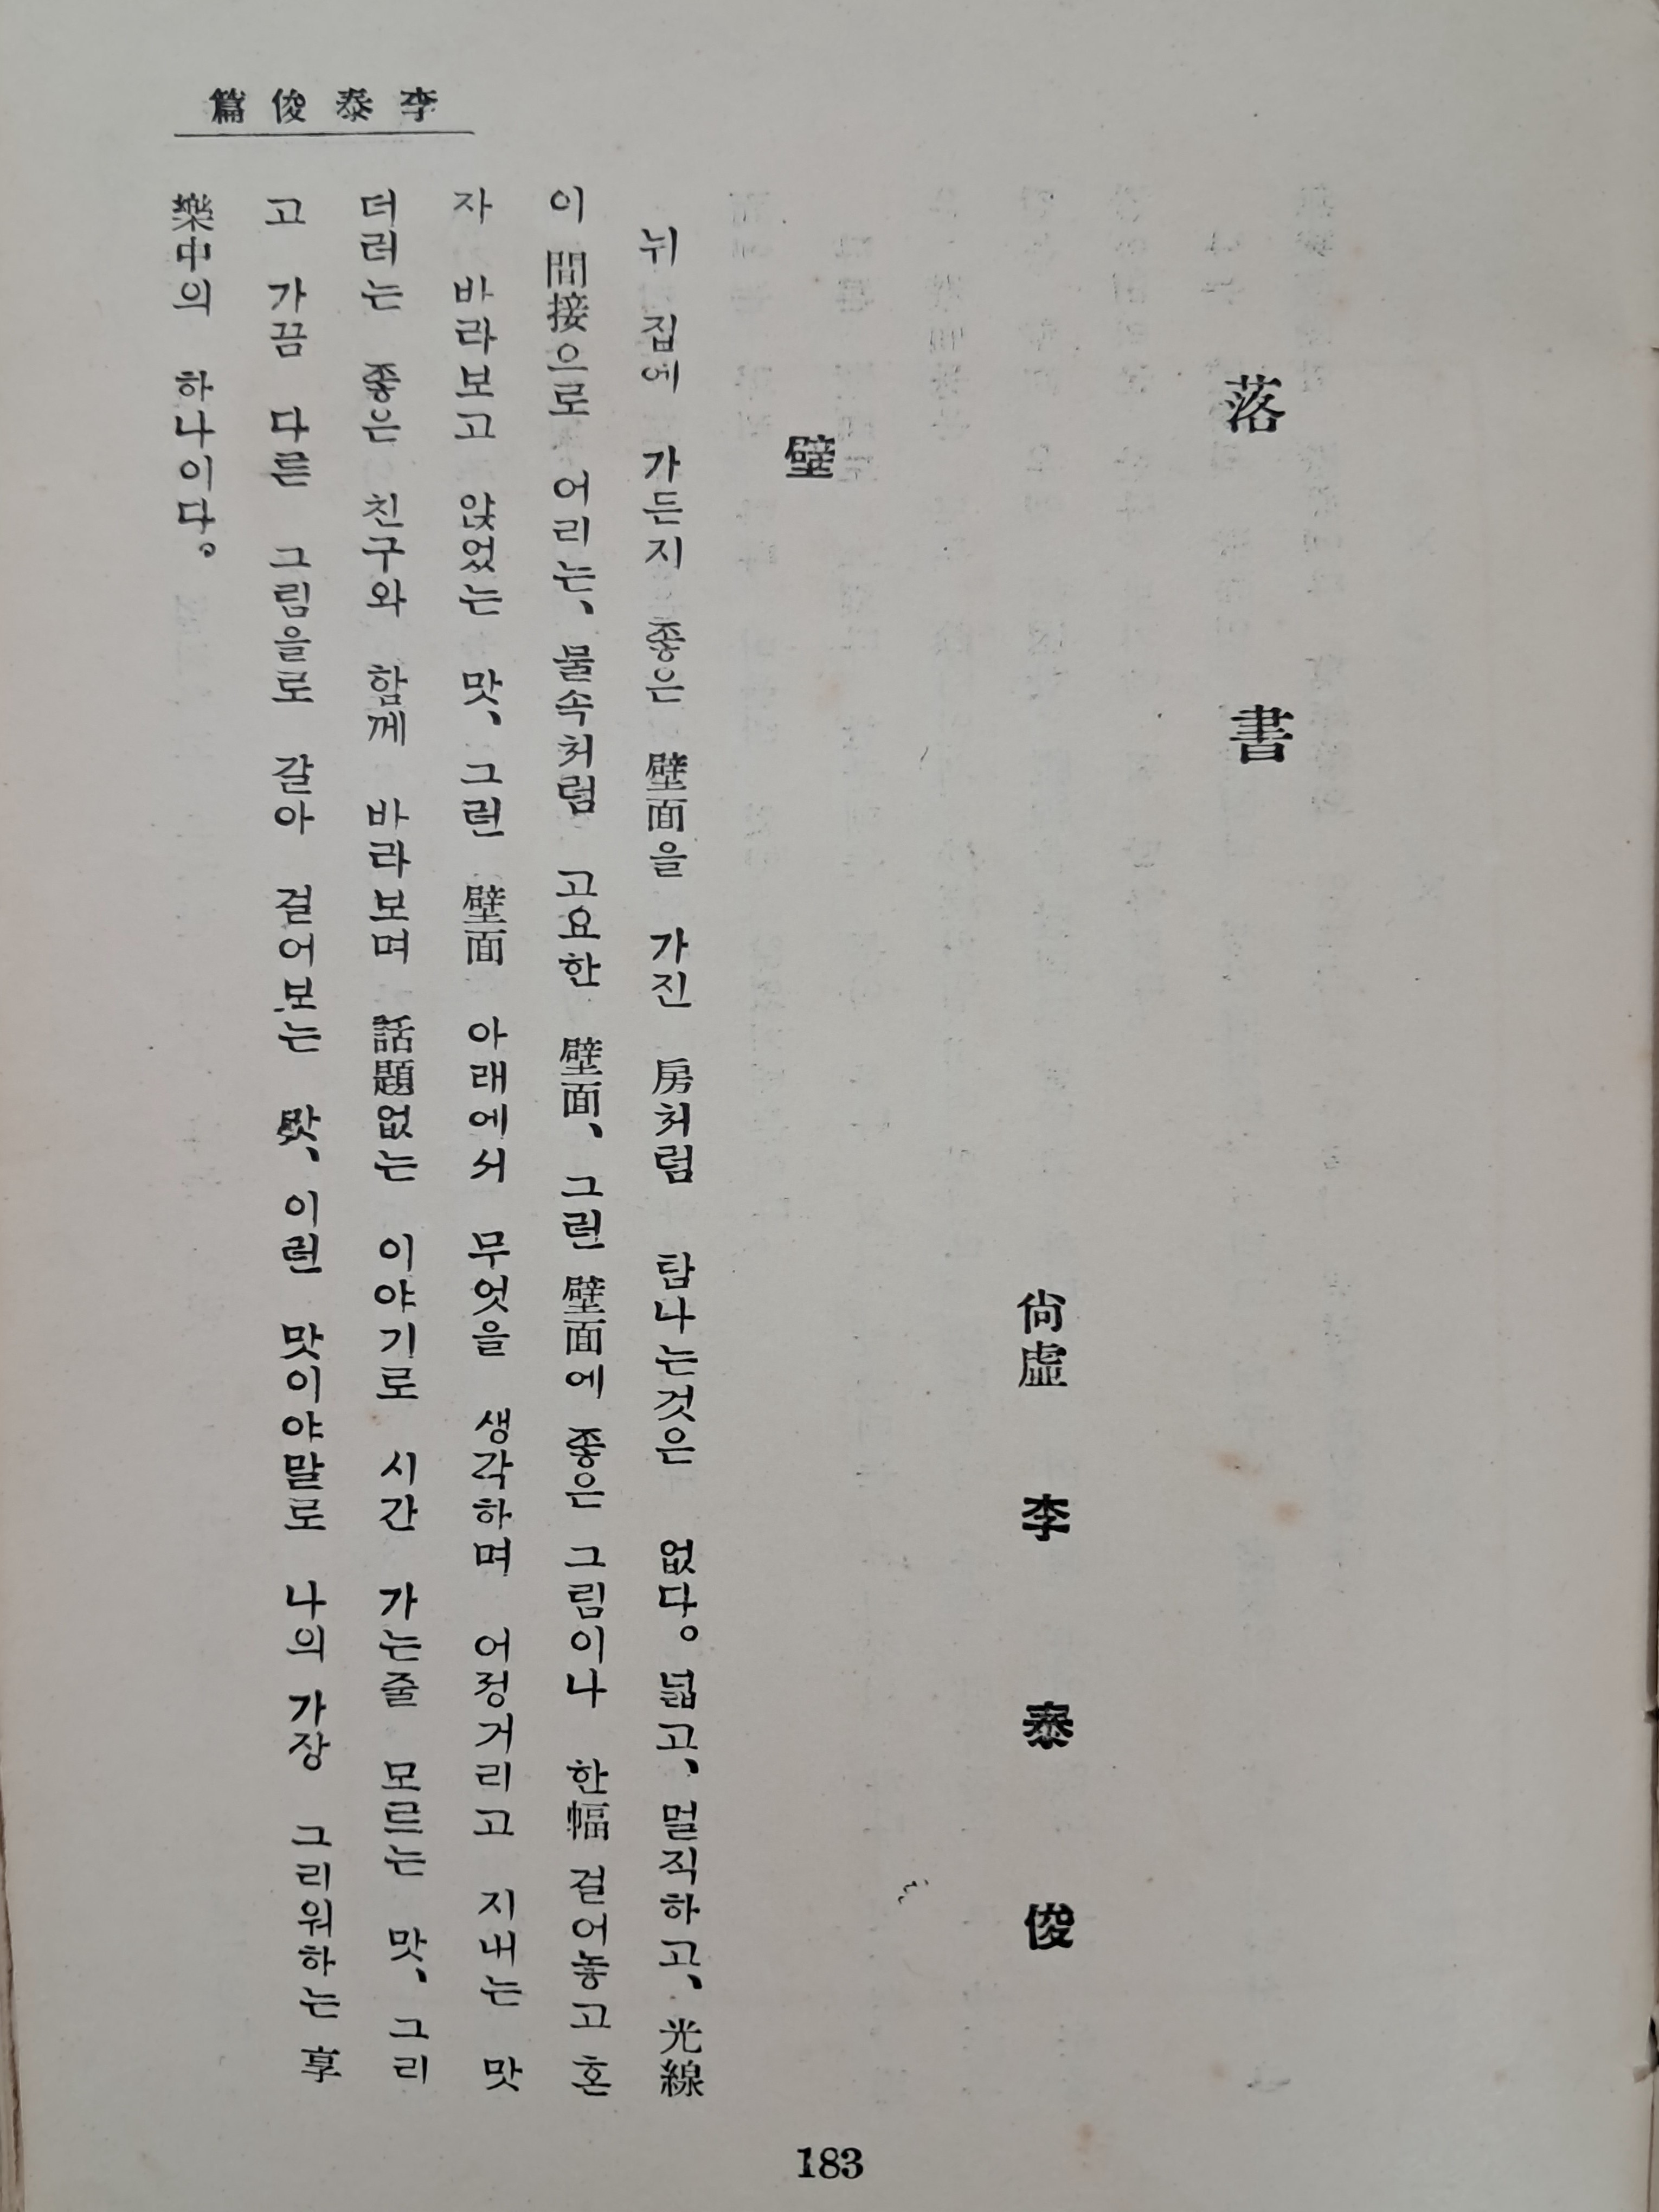 李泰俊篇
落書
尙虛 李泰俊
壁
뉘 집에 가든지 좋은 壁面을 가진 房처럼 탐나는것은 없다。넓고、멀직하고、光線
이 間接으로 어리는、물속처럼 고요한 壁面、그런 壁面에 좋은 그림이나 한幅 걸어놓고 혼
자 바라보고 앉었는 맛、그런 壁面 아래에서 무엇을 생각하며 어정거리고 지내는 맛
더러는 좋은 친구와 함께 바라보며 話題없는 이야기로 시간 가는줄 모르는 맛、그리
고 가끔 다른 그림을로 갈아 걸어보는 맛、이런 맛이야말로 나의 가장 그리워하는 享
樂中의 하나이다。
183